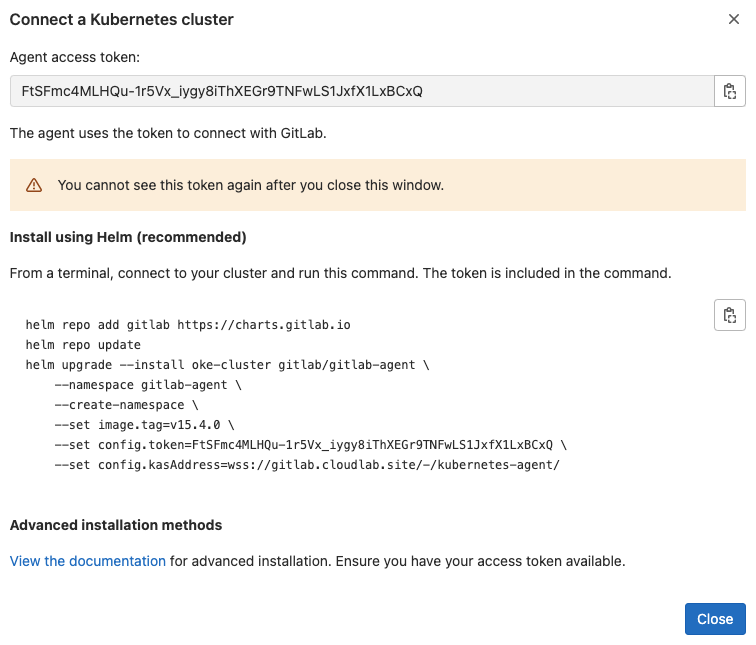 Connect a Kubernetes cluster
Agent access token:
FtSFmc4MLHQu-1r5Vx_iygy8iThXEGr9TNFwLS1JxfX1LxBCxQ
The agent uses the token to connect with GitLab.
You cannot see this token again after you close this window.
Install using Helm (recommended)
From a terminal, connect to your cluster and run this command. The token is included in the command.
helm repo add gitlab https://charts.gitlab.io
helm repo update
helm upgrade --install oke-cluster gitlab/gitlab-agent \
    --namespace gitlab-agent \
    --create-namespace \
    --set image.tag=v15.4.0 \
    --set config.token=FtSFmc4MLHQu-1r5Vx_iygy8iThXEGr9TNFwLS1JxfX1LxBCxQ \
    --set config.kasAddress=wss://gitlab.cloudlab.site/-/kubernetes-agent/
Advanced installation methods
View the documentation for advanced installation. Ensure you have your access token available.
Close